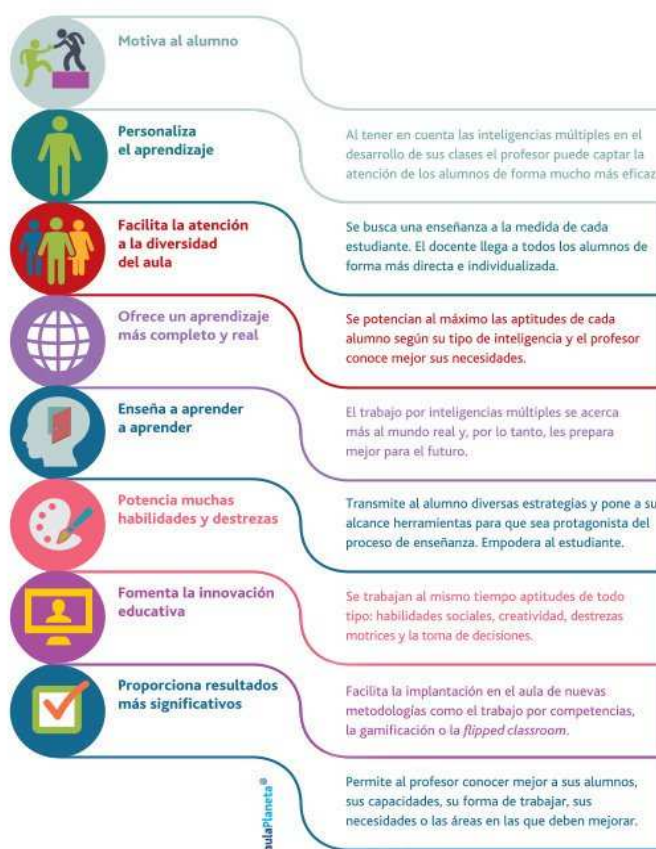 Motiva al alumno
Al tener en cuenta las inteligencias múltiples en el
desarrollo de sus clases el profesor puede captar la
atención de los alumnos de forma mucho más eficaz
Personaliza
el aprendizaje
Se busca una enseñanza a la medida de cada
estudiante. El docente llega a todos los alumnos de
forma más directa e individualizada.
Facilita la atención
a la diversidad
del aula
Se potencian al máximo las aptitudes de cada
alumno según su tipo de inteligencia y el profesor
conoce mejor sus necesidades.
Ofrece un aprendizaje
más completo y real
El trabajo por inteligencias múltiples se acerca
más al mundo real y, por lo tanto, les prepara
mejor para el futuro.
Enseña a aprender
a aprender
Transmite al alumno diversas estrategias y pone a su
alcance herramientas para que sea protagonista del
proceso de enseñanza. Empodera al estudiante.
Potencia muchas
habilidades y destrezas
Se trabajan al mismo tiempo aptitudes de todo
tipo: habilidades sociales, creatividad, destrezas
motrices y la toma de decisiones.
Fomenta la innovación
educativa
Facilita la implantación en el aula de nuevas
metodologías como el trabajo por competencias,
la gamificación o la flipped classroom.
Proporciona resultados
más significativos
Permite al profesor conocer mejor a sus alumnos,
sus capacidades, su forma de trabajar, sus
necesidades o las áreas en las que deben mejorar.
aulaPlaneta